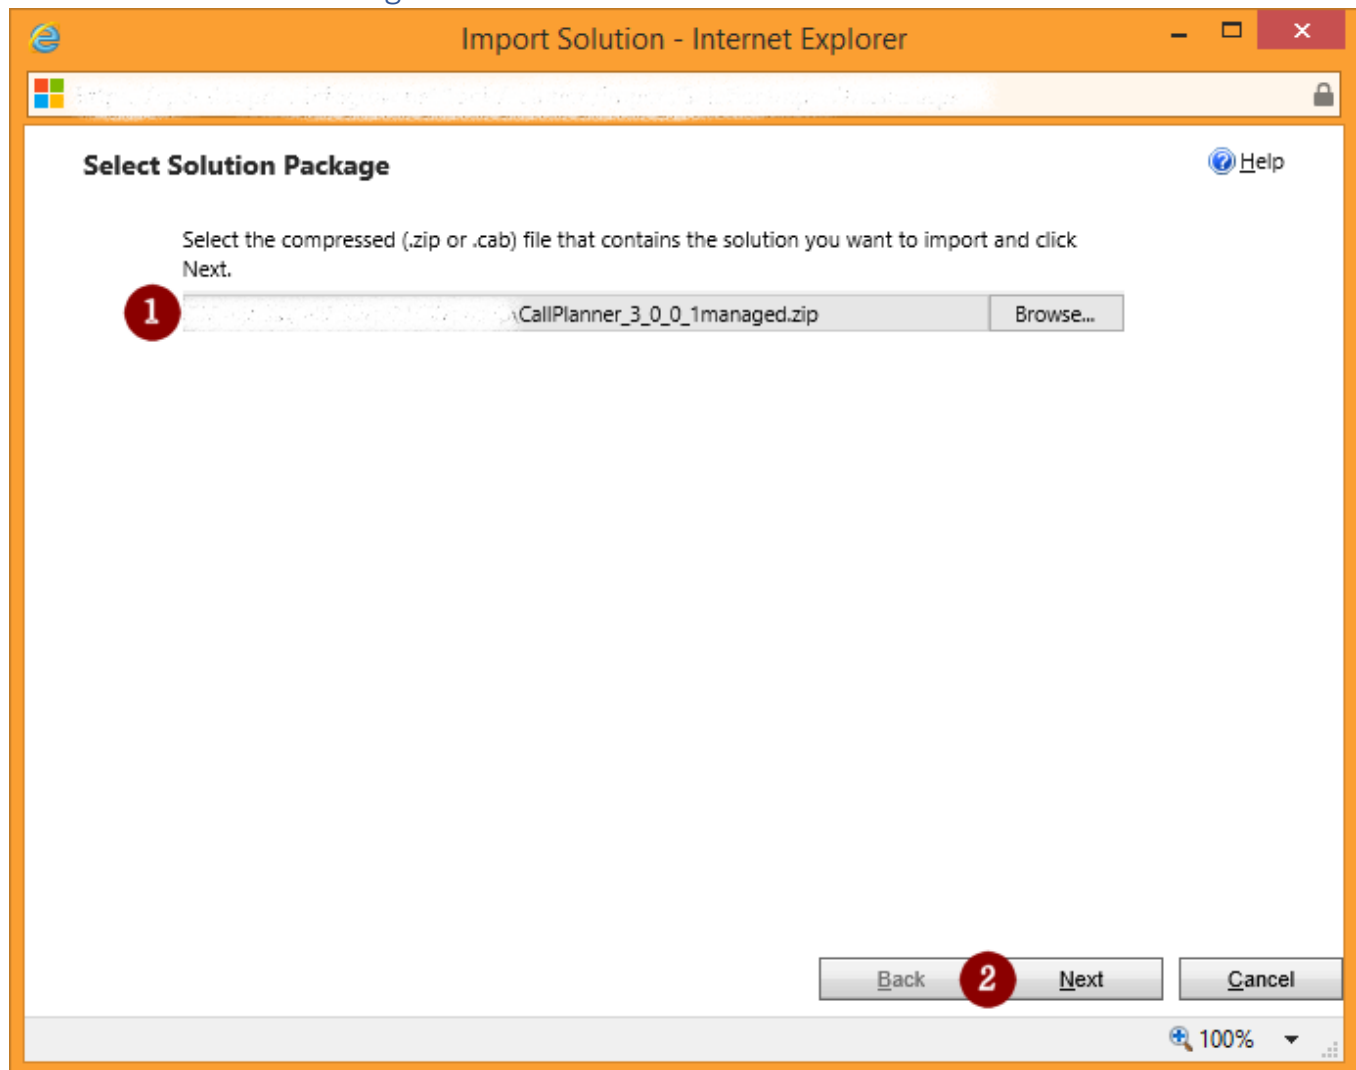 Import Solution - Internet Explorer
Select Solution Package
Help
Select the compressed (.zip or .cab) file that contains the solution you want to import and click
Next.
1
\CallPlanner_3_0_0_1managed.zip
Browse...
Back
2
Next
Cancel
100%